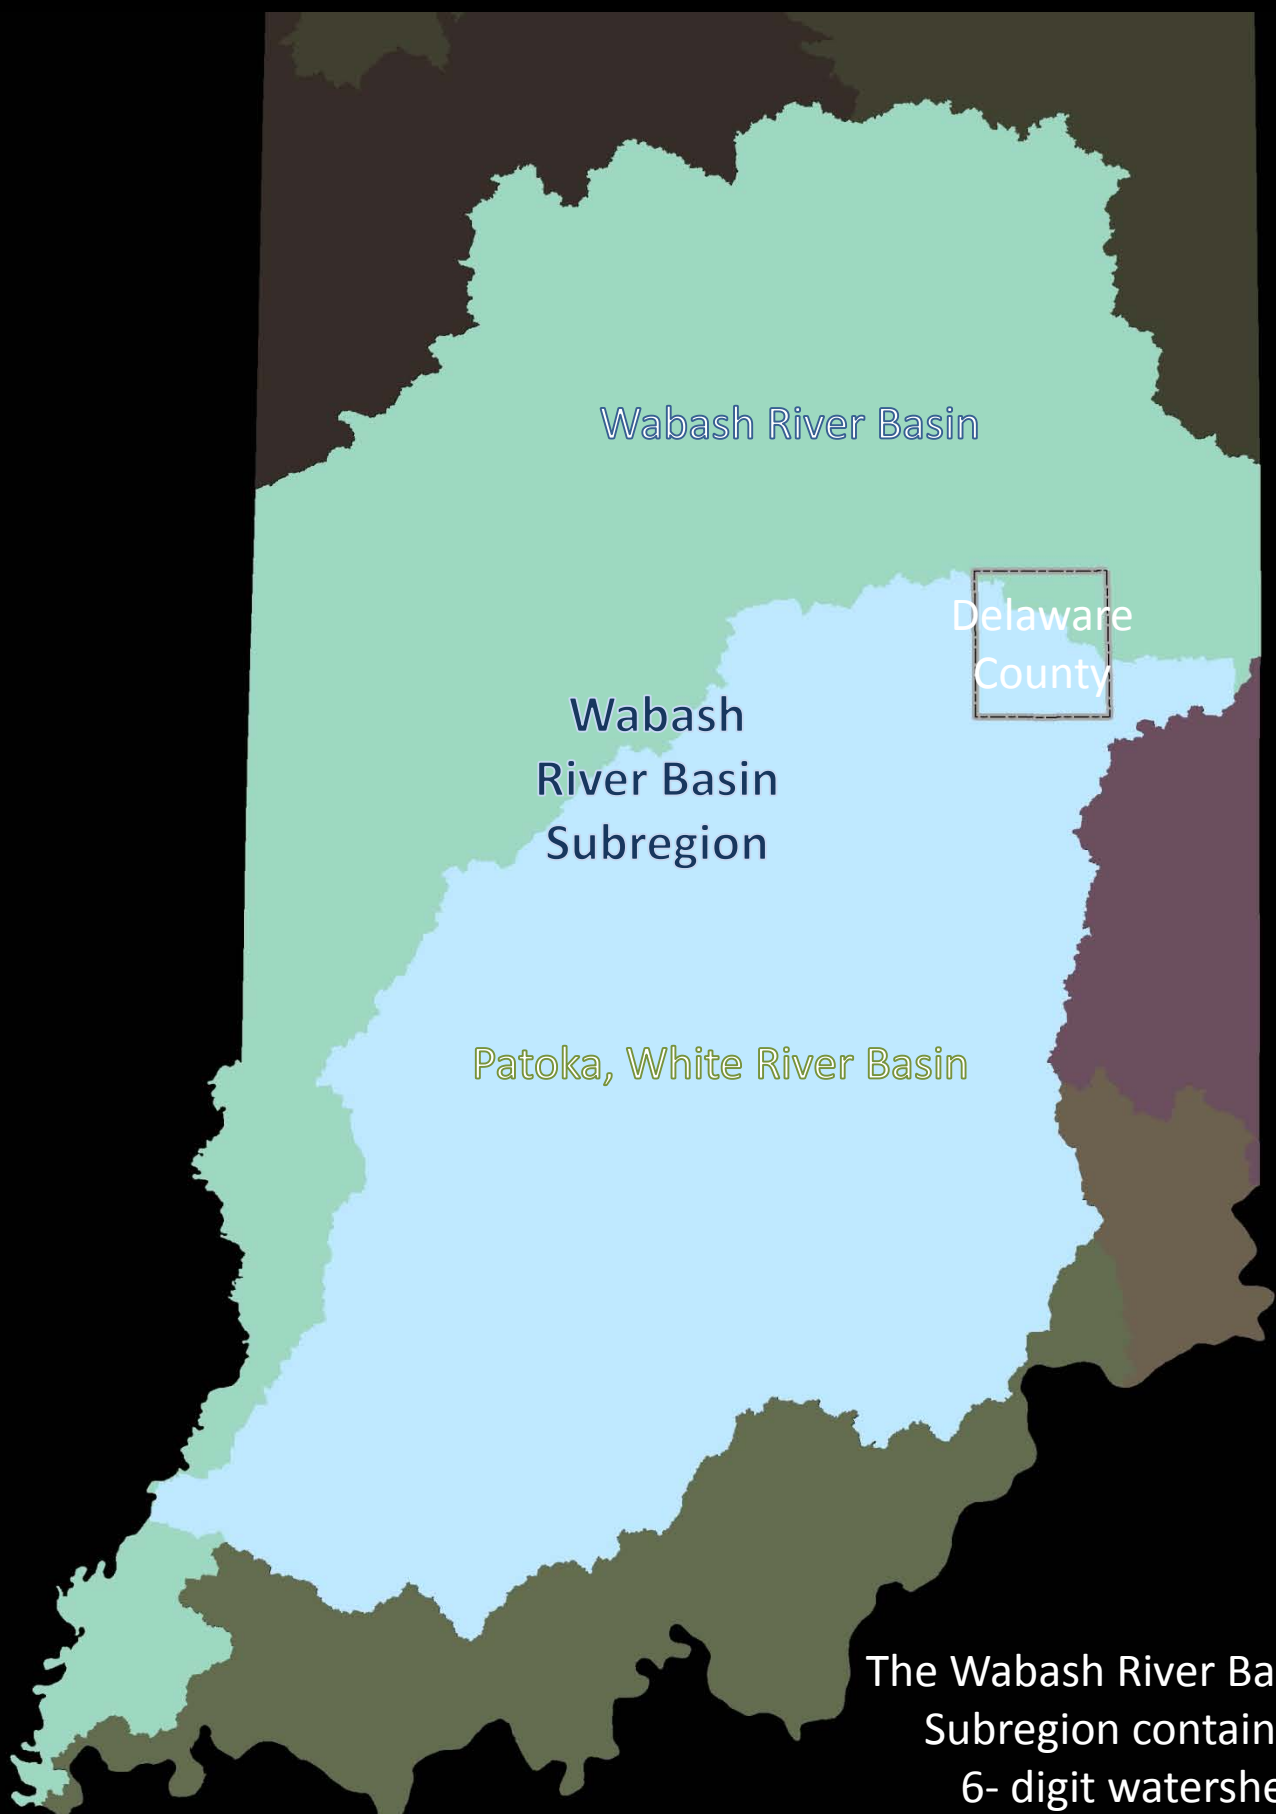 Wabash River Basin
Delaware
County
Wabash
River Basin
Subregion
Patoka, White River Basin
The Wabash River Ba
Subregion contain
6- digit watershe